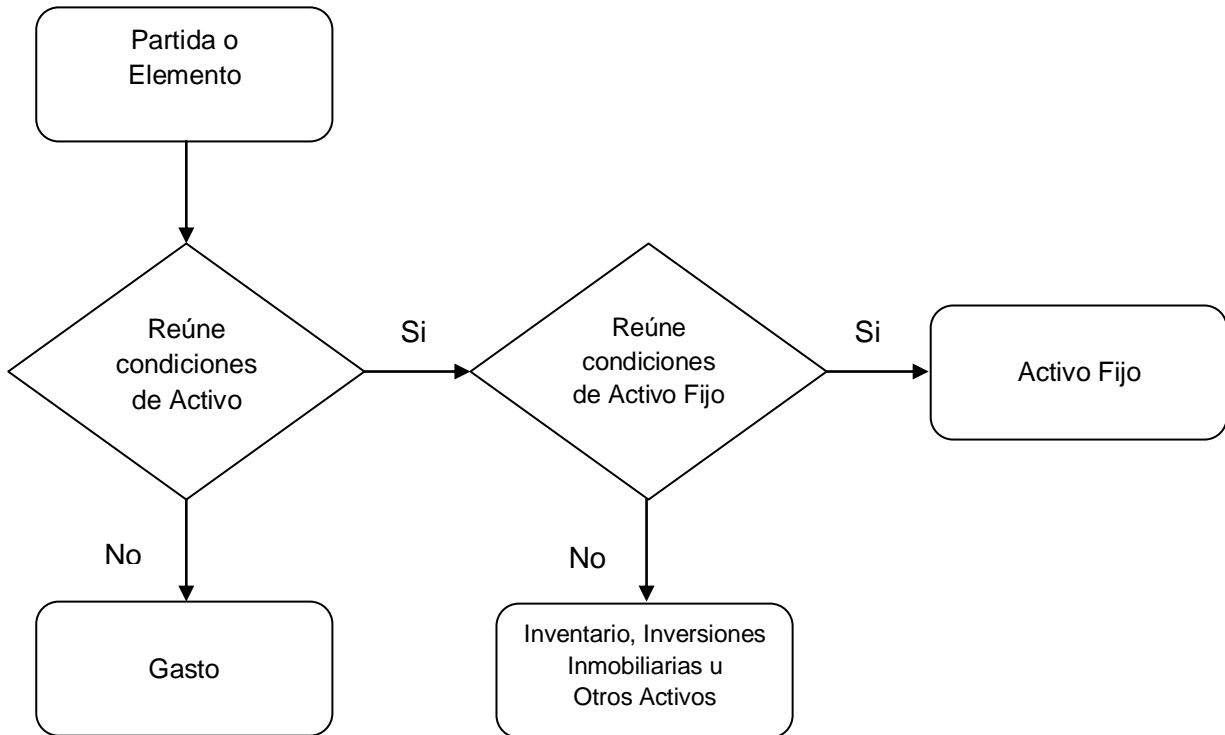 Partida o
Elemento
Reúne
condiciones
de Activo
Si
Reúne
condiciones
de Activo Fijo
Si
Activo Fijo
No
Gasto
No
Inventario, Inversiones
Inmobiliarias u
Otros Activos